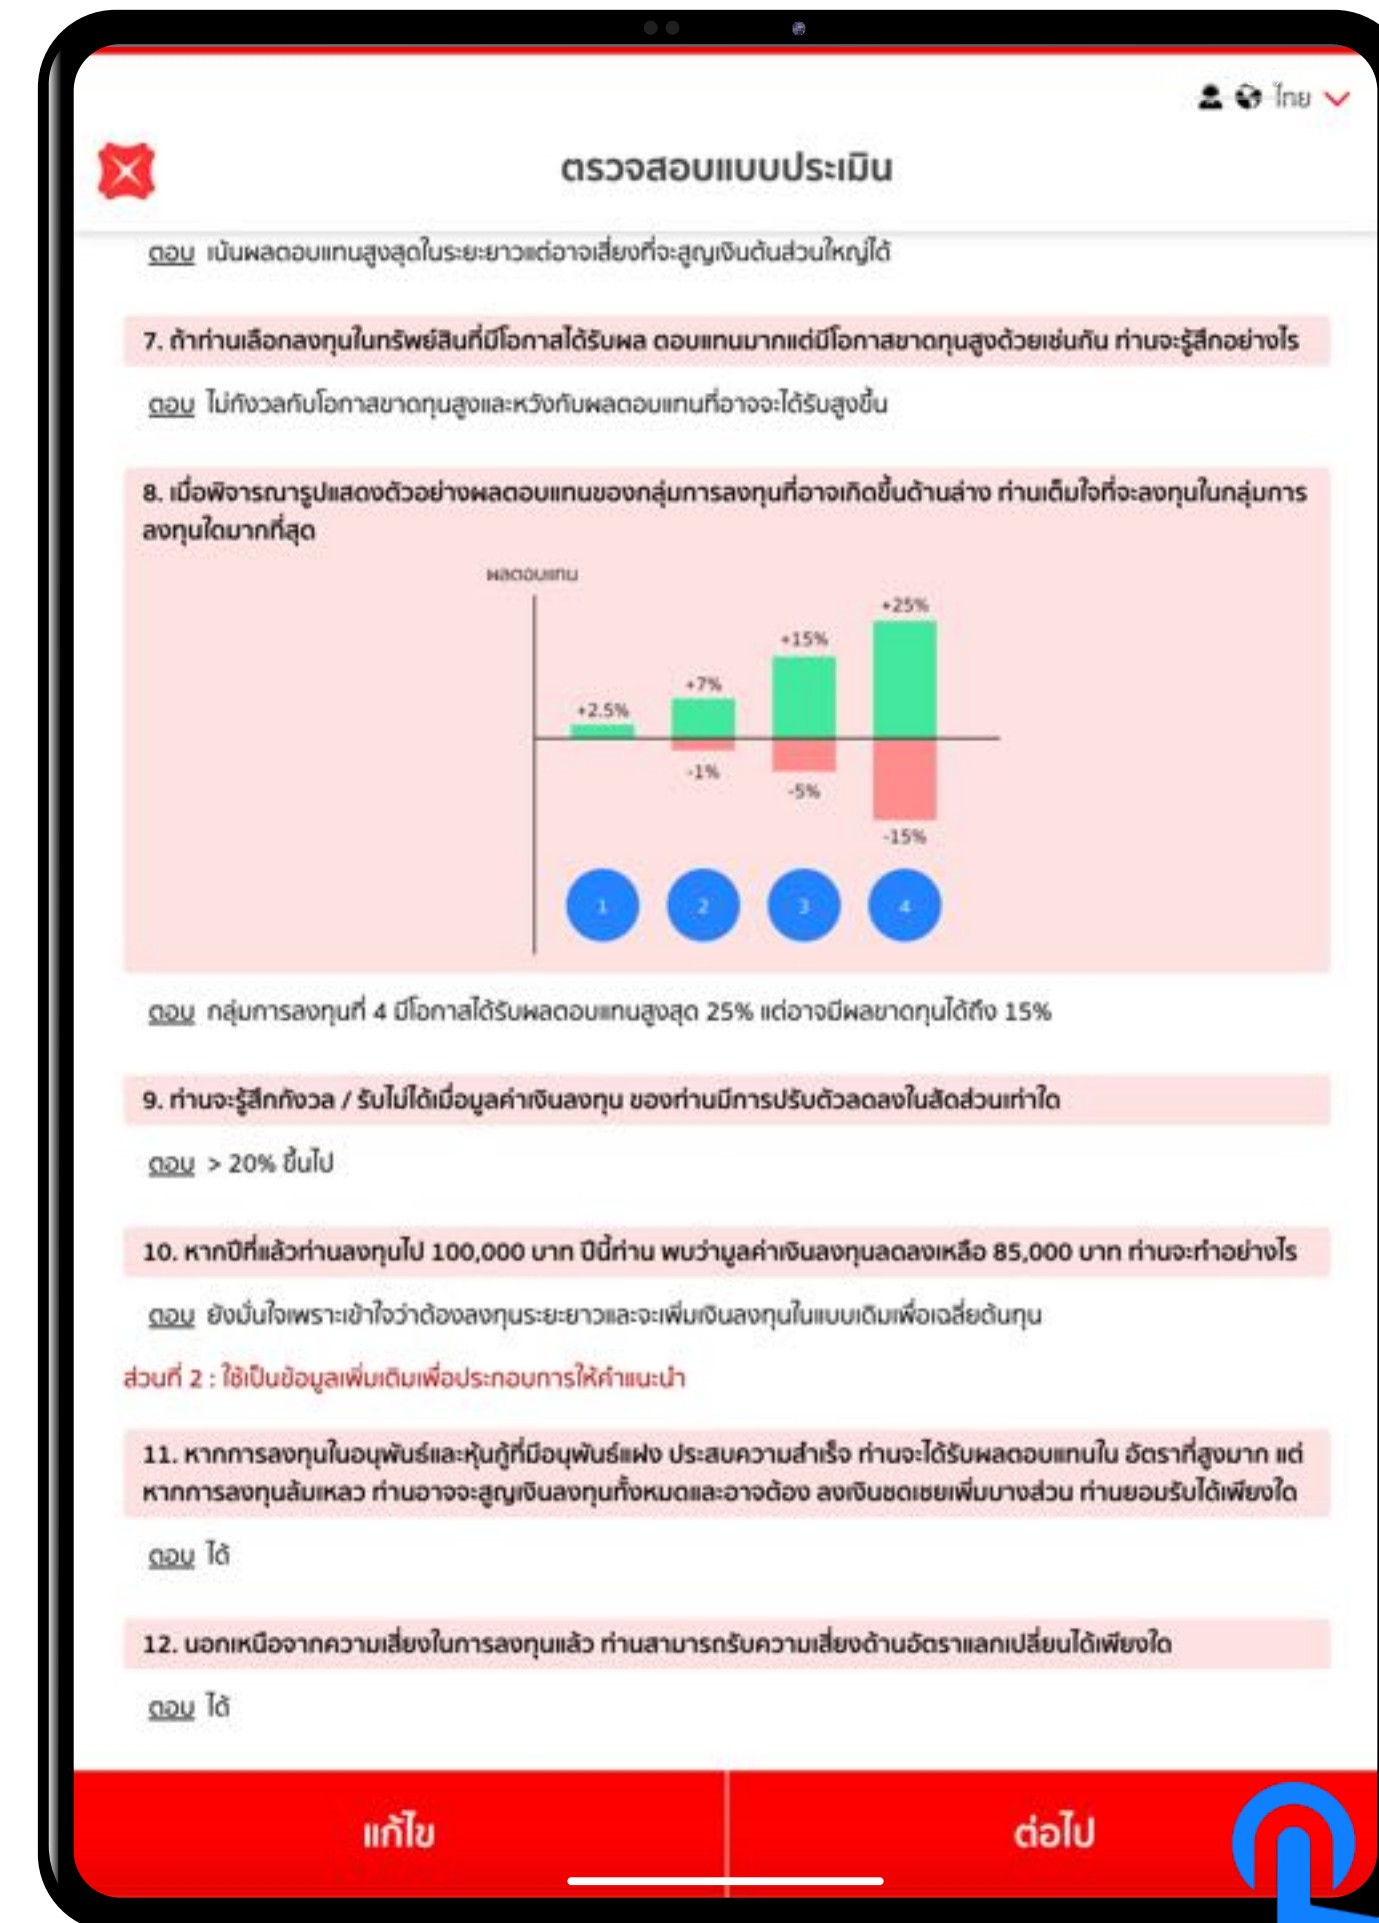 ไทย
ตรวจสอบแบบประเมิน
ตอบ เน้นผลตอบแทนสูงสุดในระยะยาวแต่อาจเสี่ยงที่จะสูญเงินต้นส่วนใหญ่ได้
7. ถ้าท่านเลือกลงทุนในทรัพย์สินที่มีโอกาสได้รับผล ตอบแทนมากแต่มีโอกาสขาดทุนสูงด้วยเช่นกัน ท่านจะรู้สึกอย่างไร
ตอบ ไม่กังวลกับโอกาสขาดทุนสูงและหวังกับผลตอบแทนที่อาจจะได้รับสูงขึ้น
8. เมื่อพิจารณารูปแสดงตัวอย่างผลตอบแทนของกลุ่มการลงทุนที่อาจเกิดขึ้นด้านล่าง ท่านเต็มใจที่จะลงทุนในกลุ่มการ
ลงทุนใดมากที่สุด
ผลตอบแทน
+25%
+15%
+7%
+2.5%
-1%
-5%
-15%
1 2 3 4
ตอบ กลุ่มการลงทุนที่ 4 มีโอกาสได้รับผลตอบแทนสูงสุด 25% แต่อาจมีผลขาดทุนได้ถึง 15%
9. ท่านจะรู้สึกกังวล / รับไม่ได้เมื่อมูลค่าเงินลงทุน ของท่านมีการปรับตัวลดลงในสัดส่วนเท่าใด
ตอบ > 20% ขึ้นไป
10. หากปีที่แล้วท่านลงทุนไป 100,000 บาท ปีนี้ท่าน พบว่ามูลค่าเงินลงทุนลดลงเหลือ 85,000 บาท ท่านจะทำอย่างไร
ตอบ ยังมั่นใจเพราะเข้าใจว่าต้องลงทุนระยะยาวและจะเพิ่มเงินลงทุนในแบบเดิมเพื่อเฉลี่ยต้นทุน
ส่วนที่ 2 : ใช้เป็นข้อมูลเพิ่มเติมเพื่อประกอบการให้คำแนะนำ
11. หากการลงทุนในอนุพันธ์และหุ้นกู้ที่มีอนุพันธ์แฝง ประสบความสำเร็จ ท่านจะได้รับผลตอบแทนใน อัตราที่สูงมาก แต่
หากการลงทุนล้มเหลว ท่านอาจจะสูญเงินลงทุนทั้งหมดและอาจต้อง ลงเงินชดเชยเพิ่มบางส่วน ท่านยอมรับได้เพียงใด
ตอบ ได้
12. นอกเหนือจากความเสี่ยงในการลงทุนแล้ว ท่านสามารถรับความเสี่ยงด้านอัตราแลกเปลี่ยนได้เพียงใด
ตอบ ได้
แก้ไข
ต่อไป